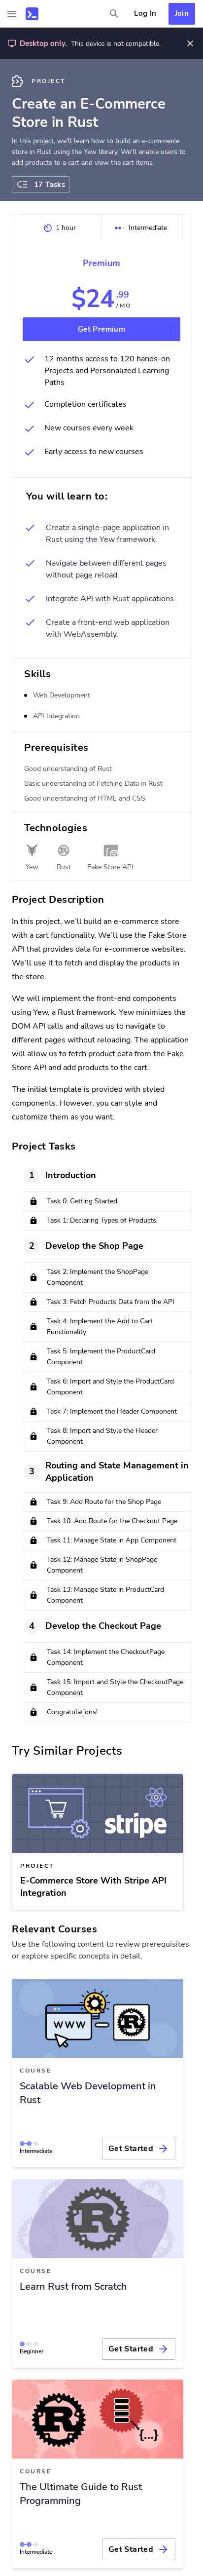 Log In
Join
Desktop only. This device is not compatible.
PROJECT
Create an E-Commerce
Store in Rust
In this project, we'll learn how to build an e-commerce
store in Rust using the Yew library. We'll enable users to
add products to a cart and view the cart items.
17 Tasks
1 hour
Intermediate
Premium
$24.99
/ MO
Get Premium
12 months access to 120 hands-on
Projects and Personalized Learning
Paths
Completion certificates
New courses every week
Early access to new courses
You will learn to:
Create a single-page application in
Rust using the Yew framework.
Navigate between different pages
without page reload.
Integrate API with Rust applications.
Create a front-end web application
with WebAssembly.
Skills
Web Development
API Integration
Prerequisites
Good understanding of Rust
Basic understanding of Fetching Data in Rust
Good understanding of HTML and CSS
Technologies
Yew
Rust
Fake Store API
Project Description
In this project, we'll build an e-commerce store
with a cart functionality. We'll use the Fake Store
API that provides data for e-commerce websites.
We'll use it to fetch and display the products in
the store.
We will implement the front-end components
using Yew, a Rust framework. Yew minimizes the
DOM API calls and allows us to navigate to
different pages without reloading. The application
will allow us to fetch product data from the Fake
Store API and add products to the cart.
The initial template is provided with styled
components. However, you can style and
customize them as you want.
Project Tasks
1 Introduction
Task 0: Getting Started
Task 1: Declaring Types of Products
2 Develop the Shop Page
Task 2: Implement the ShopPage
Component
Task 3: Fetch Products Data from the API
Task 4: Implement the Add to Cart
Functionality
Task 5: Implement the ProductCard
Component
Task 6: Import and Style the ProductCard
Component
Task 7: Implement the Header Component
Task 8: Import and Style the Header
Component
3 Routing and State Management in
Application
Task 9: Add Route for the Shop Page
Task 10: Add Route for the Checkout Page
Task 11: Manage State in App Component
Task 12: Manage State in ShopPage
Component
Task 13: Manage State in ProductCard
Component
4 Develop the Checkout Page
Task 14: Implement the CheckoutPage
Component
Task 15: Import and Style the CheckoutPage
Component
Congratulations!
Try Similar Projects
stripe
PROJECT
E-Commerce Store With Stripe API
Integration
Relevant Courses
Use the following content to review prerequisites
or explore specific concepts in detail.
WWW
R
COURSE
Scalable Web Development in
Rust
Intermediate
Get Started
R
COURSE
Learn Rust from Scratch
Beginner
Get Started
R
{...}
COURSE
The Ultimate Guide to Rust
Programming
Intermediate
Get Started